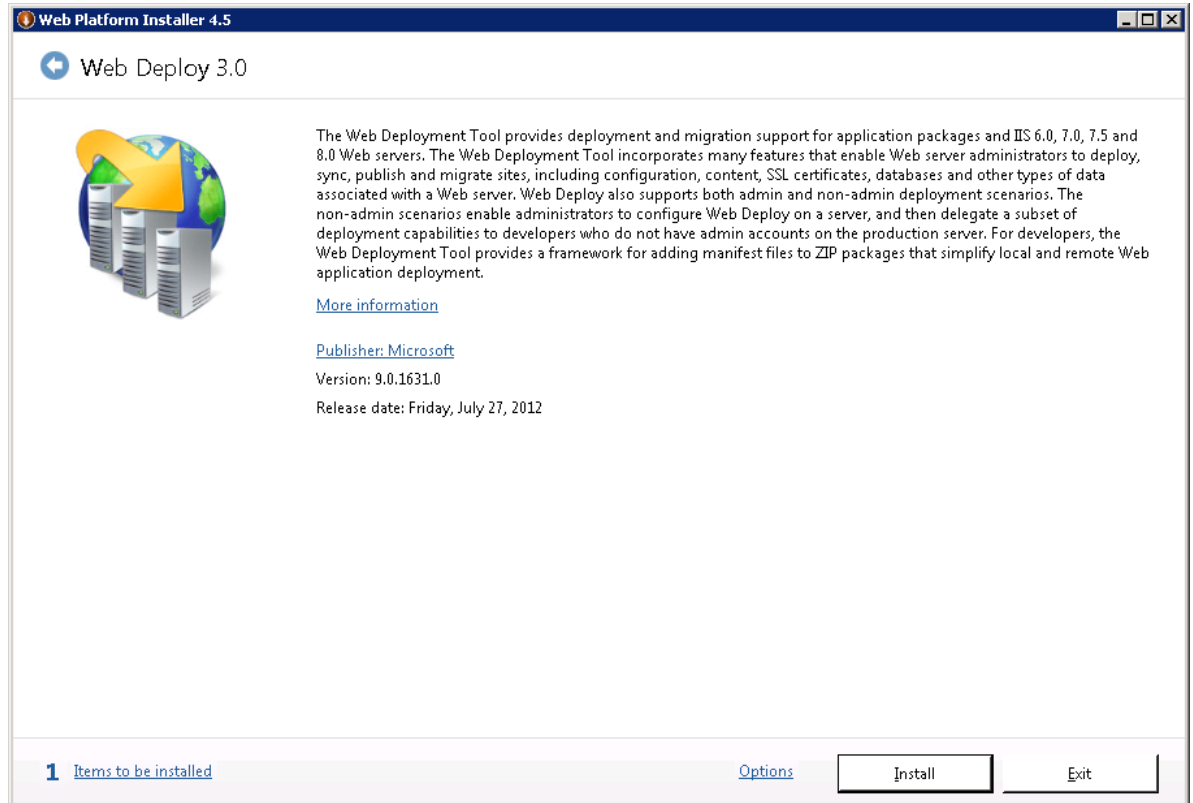 Web Platform Installer 4.5
Web Deploy 3.0
The Web Deployment Tool provides deployment and migration support for application packages and IIS 6.0, 7.0, 7.5 and
8.0 Web servers. The Web Deployment Tool incorporates many features that enable Web server administrators to deploy,
sync, publish and migrate sites, including configuration, content, SSL certificates, databases and other types of data
associated with a Web server. Web Deploy also supports both admin and non-admin deployment scenarios. The
non-admin scenarios enable administrators to configure Web Deploy on a server, and then delegate a subset of
deployment capabilities to developers who do not have admin accounts on the production server. For developers, the
Web Deployment Tool provides a framework for adding manifest files to ZIP packages that simplify local and remote Web
application deployment.
More information
Publisher: Microsoft
Version: 9.0.1631.0
Release date: Friday, July 27, 2012
1 Items to be installed Options Install Exit